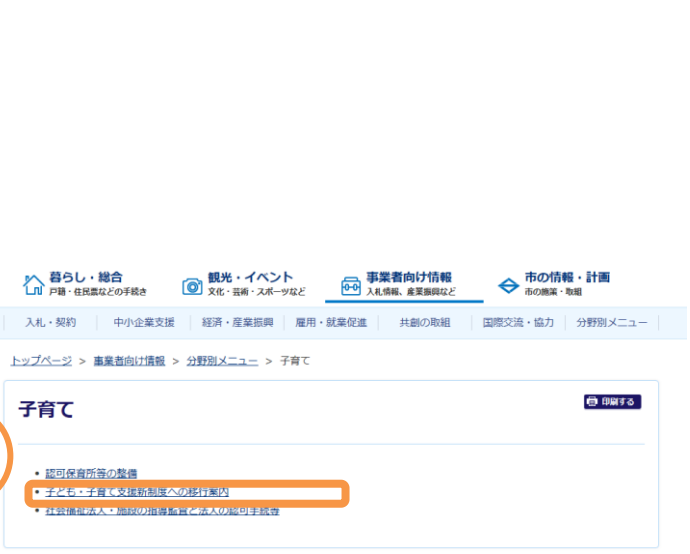 暮らし・総合
戸籍・住民票などの手続き
観光・イベント
文化・芸術・スポーツなど
事業者向け情報
入札情報、産業振興など
市の情報・計画
市の施策・取組
入札・契約 中小企業支援 経済・産業振興 雇用・就業促進 共創の取組 国際交流・協力 分野別メニュー
トップページ > 事業者向け情報 > 分野別メニュー > 子育て
子育て
印刷する
・認可保育所等の整備
・子ども・子育て支援新制度への移行案内
・社会福祉法人・施設の指導監査と法人の認可手続等